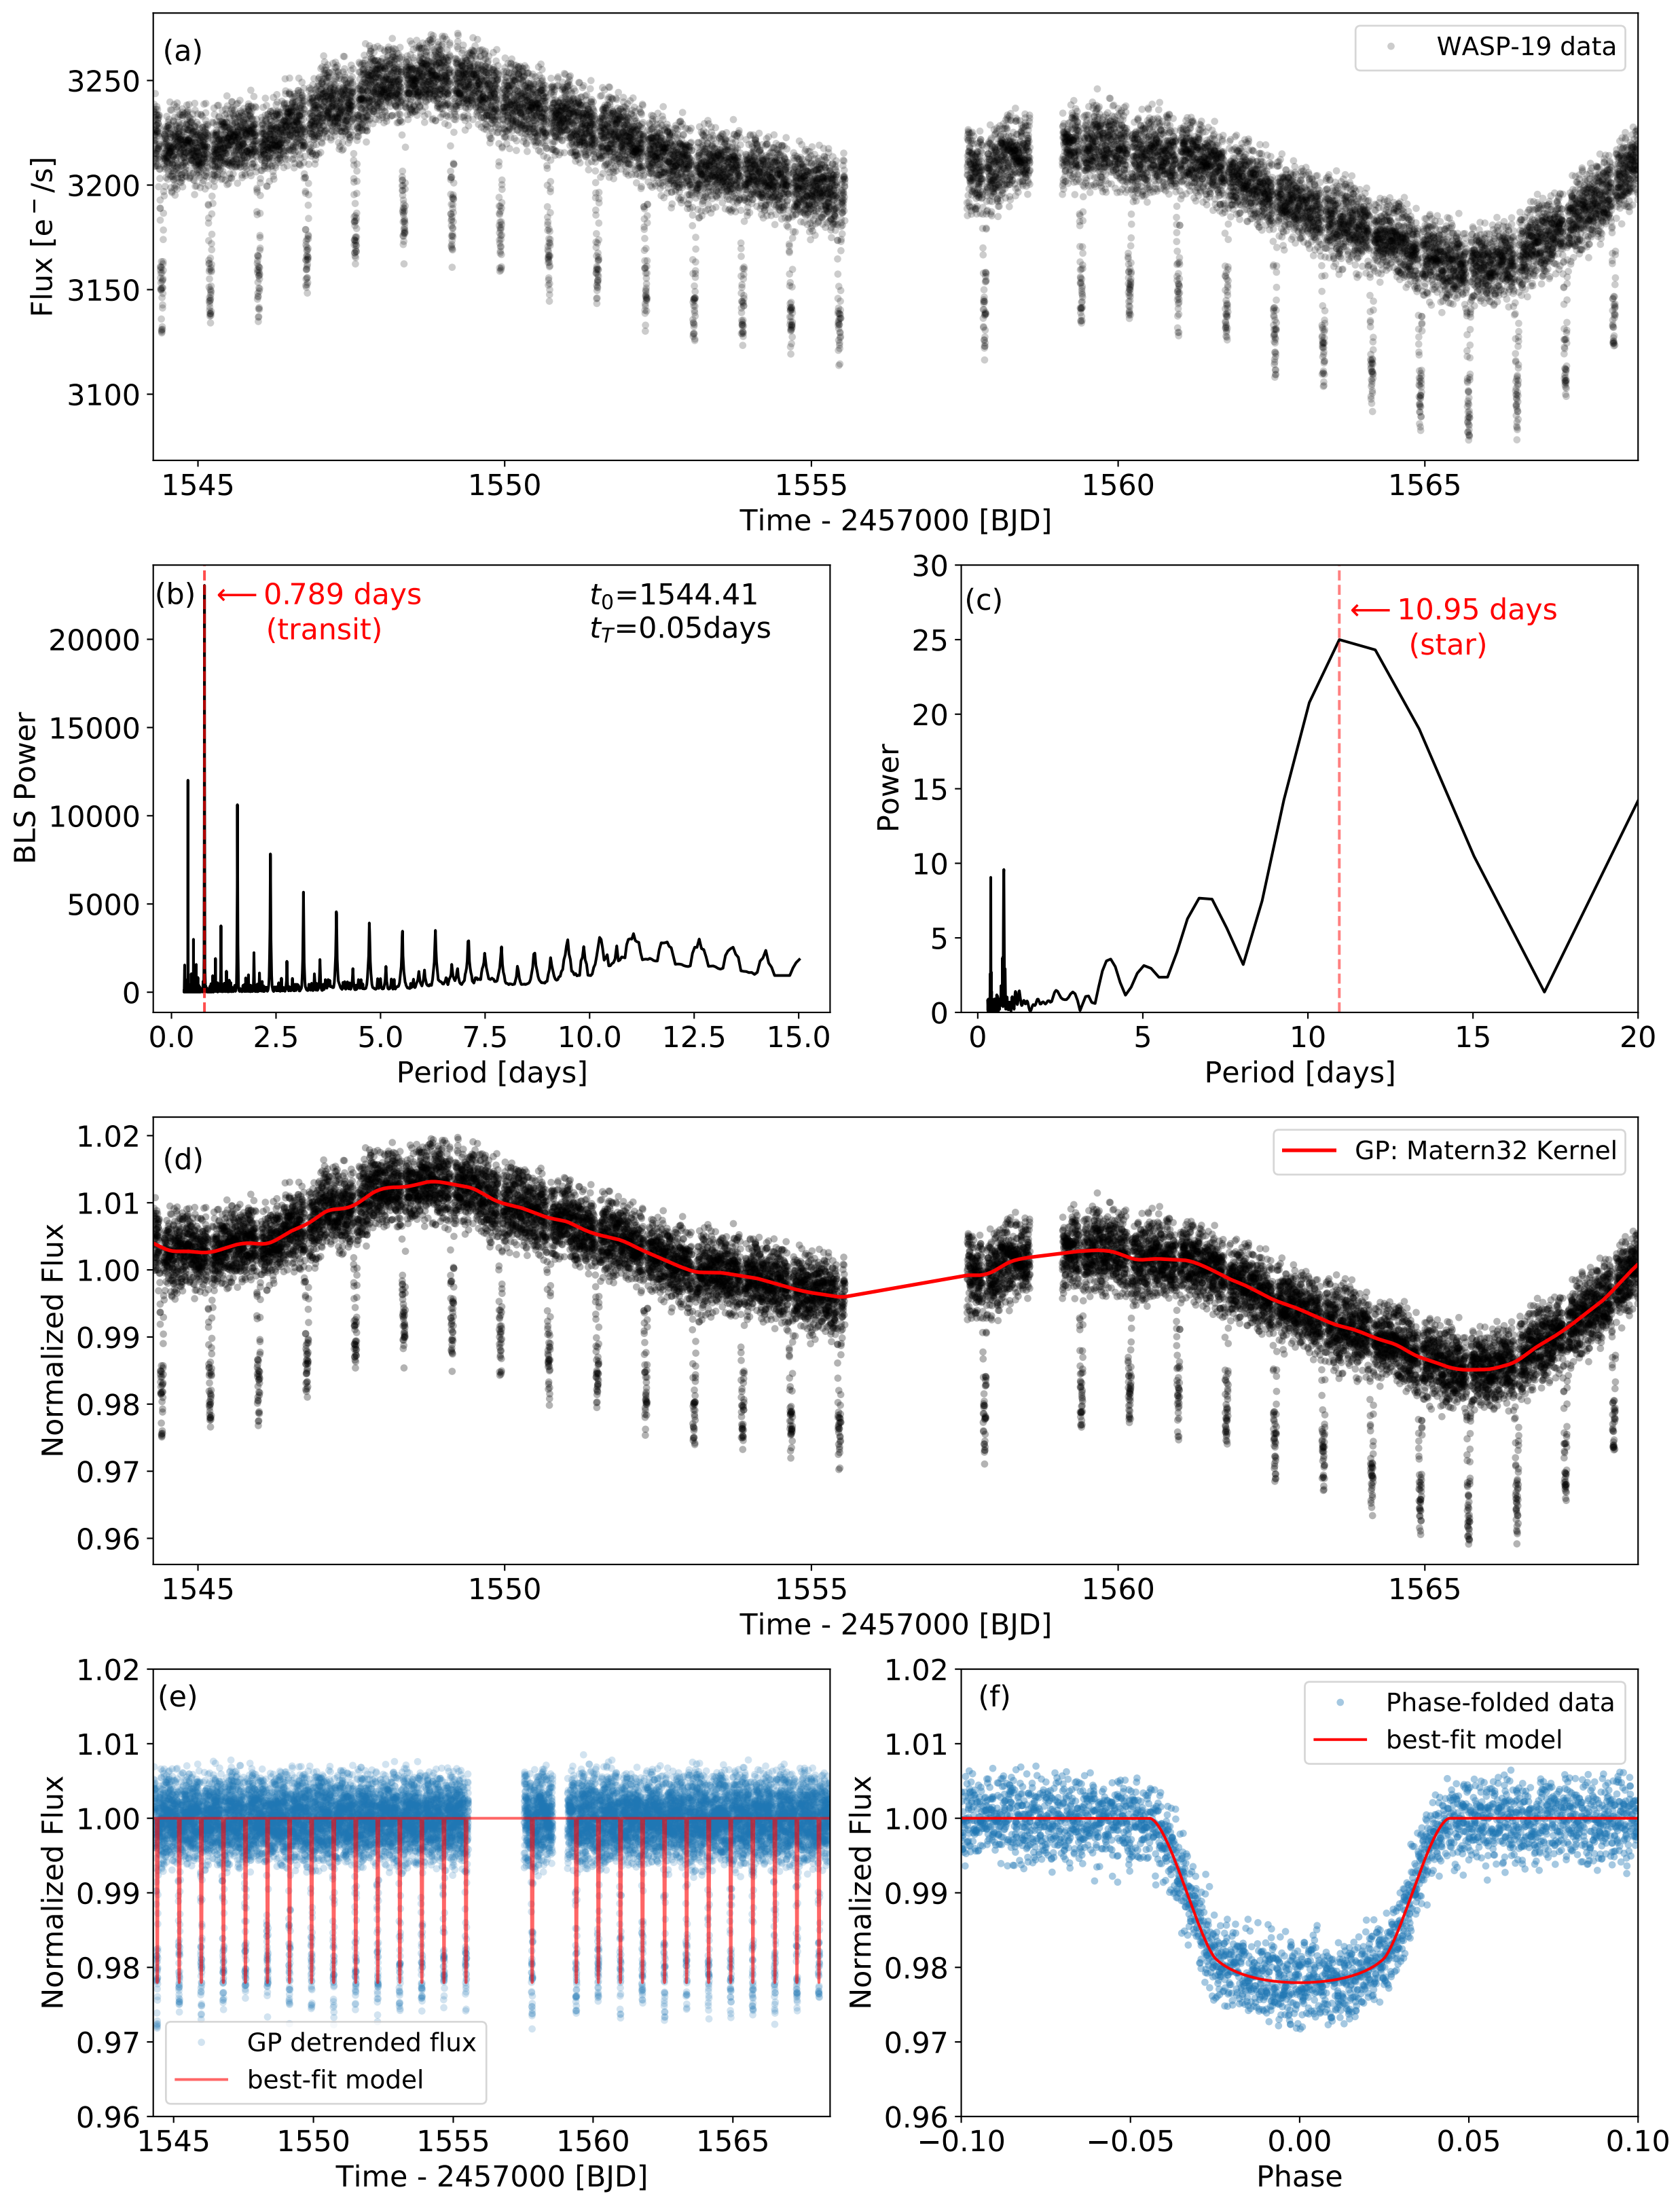 (a)
WASP-19 data
Flux [e⁻/s]
3250
3200
3150
3100
1545 1550 1555 1560 1565
Time - 2457000 [BJD]
(b)
← 0.789 days
(transit)
t₀=1544.41
t_T=0.05days
BLS Power
20000
15000
10000
5000
0
0.0 2.5 5.0 7.5 10.0 12.5 15.0
Period [days]
(c)
← 10.95 days
(star)
Power
30
25
20
15
10
5
0
0 5 10 15 20
Period [days]
(d)
GP: Matern32 Kernel
Normalized Flux
1.02
1.01
1.00
0.99
0.98
0.97
0.96
1545 1550 1555 1560 1565
Time - 2457000 [BJD]
(e)
Normalized Flux
1.02
1.01
1.00
0.99
0.98
0.97
0.96
GP detrended flux
best-fit model
1545 1550 1555 1560 1565
Time - 2457000 [BJD]
(f)
Phase-folded data
best-fit model
Normalized Flux
1.02
1.01
1.00
0.99
0.98
0.97
0.96
−0.10 −0.05 0.00 0.05 0.10
Phase